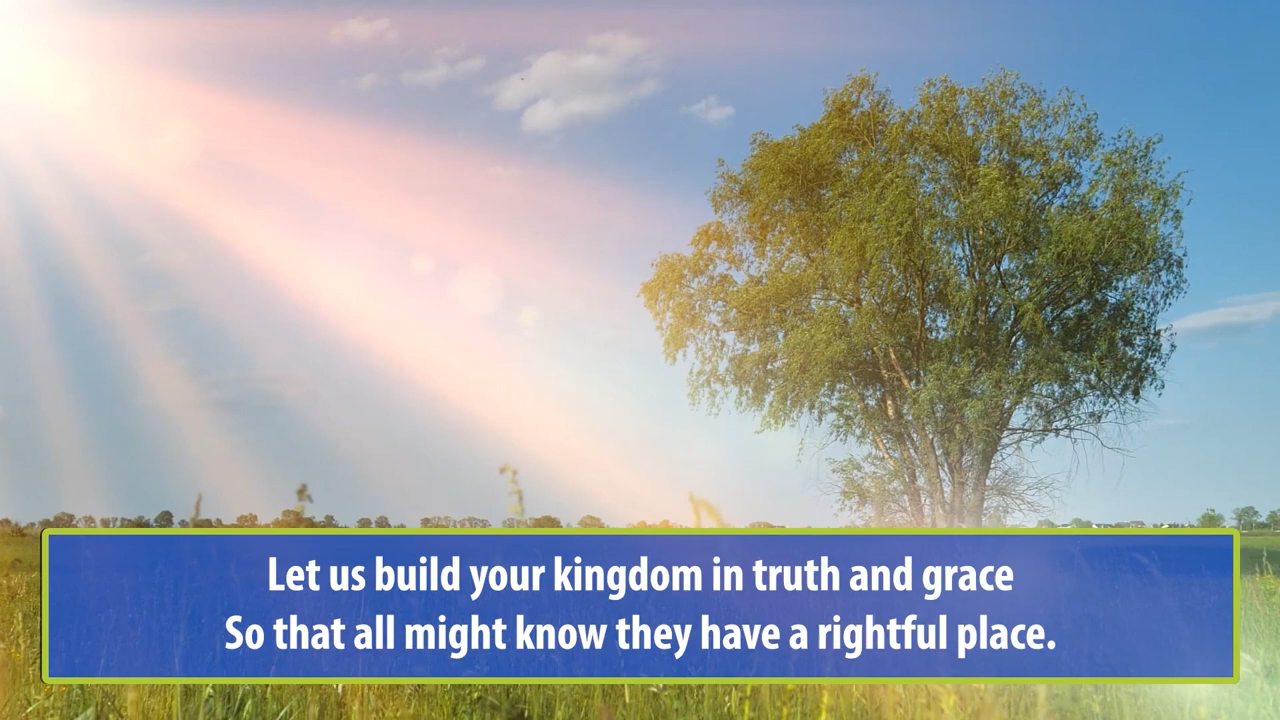 Let us build your kingdom in truth and grace
So that all might know they have a rightful place.